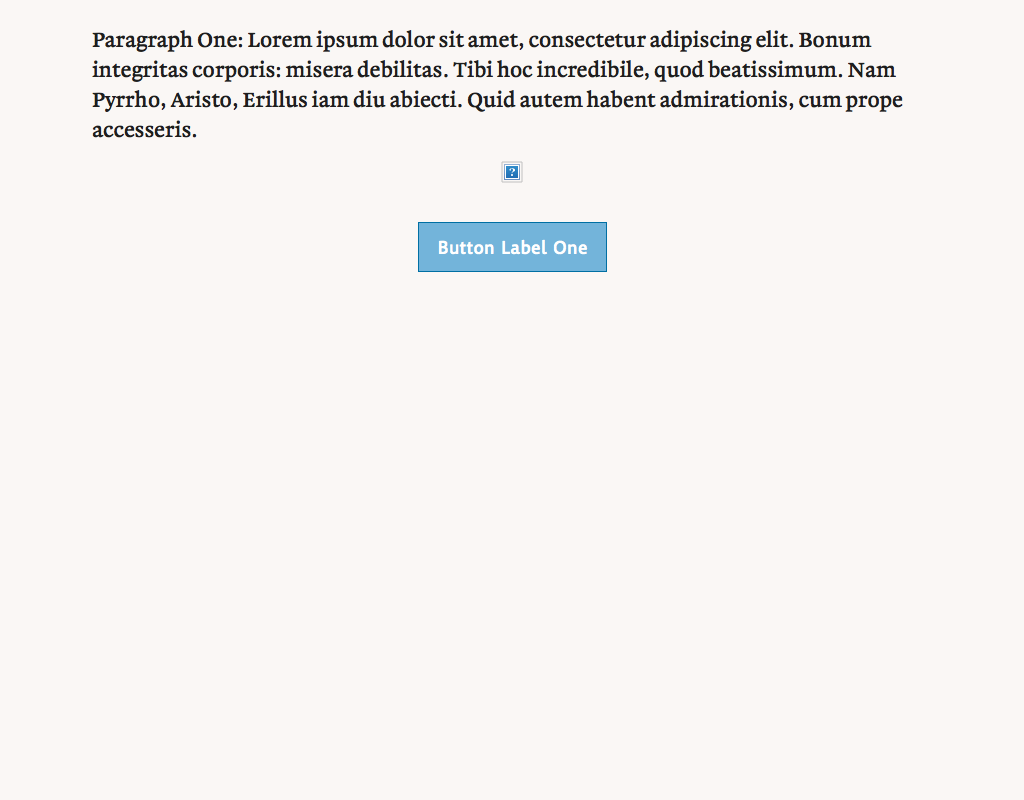 Paragraph One: Lorem ipsum dolor sit amet, consectetur adipiscing elit. Bonum
integritas corporis: misera debilitas. Tibi hoc incredibile, quod beatissimum. Nam
Pyrrho, Aristo, Erillus iam diu abiecti. Quid autem habent admirationis, cum prope
accesseris.
?
Button Label One